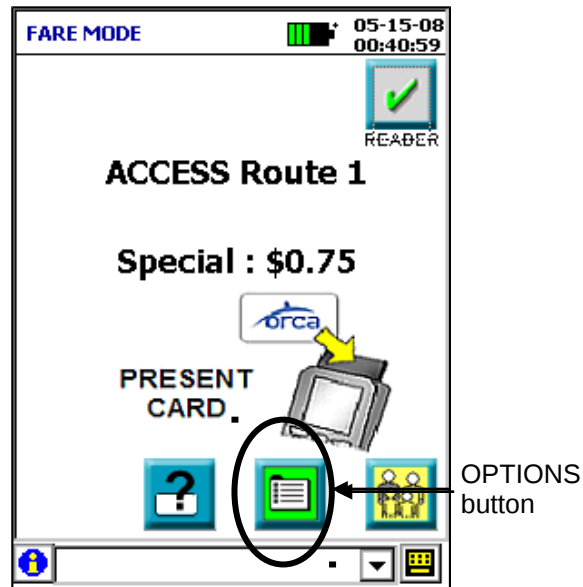 FARE MODE
05-15-08
00:40:59
READER
ACCESS Route 1
Special : $0.75
orca
PRESENT
CARD
?
OPTIONS
button
i